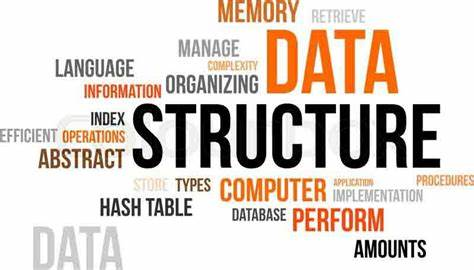 MEMORY
RETRIEVE
MANAGE
COMPLEXITY
DATA
LANGUAGE
INFORMATION
ORGANIZING
INDEX
STRUCTURE
EFFICIENT
OPERATIONS
ABSTRACT
STORE
TYPES
COMPUTER
APPLICATION
PROCEDURES
IMPLEMENTATION
HASH TABLE
DATABASE
PERFORM
DATA
AMOUNTS